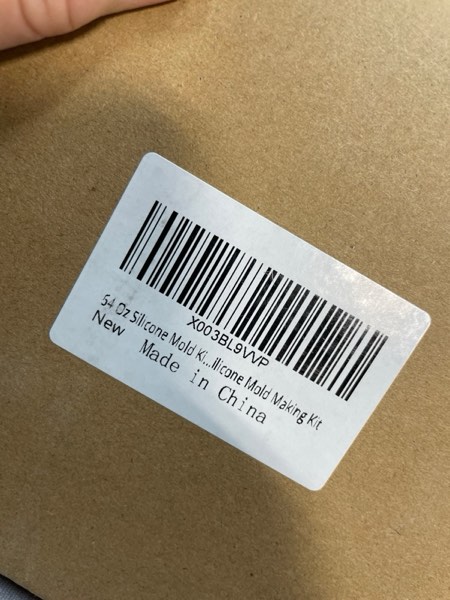 X003BL9VVP
54 Oz Silicone Mold Ki...ilicone Mold Making Kit
New
Made in China